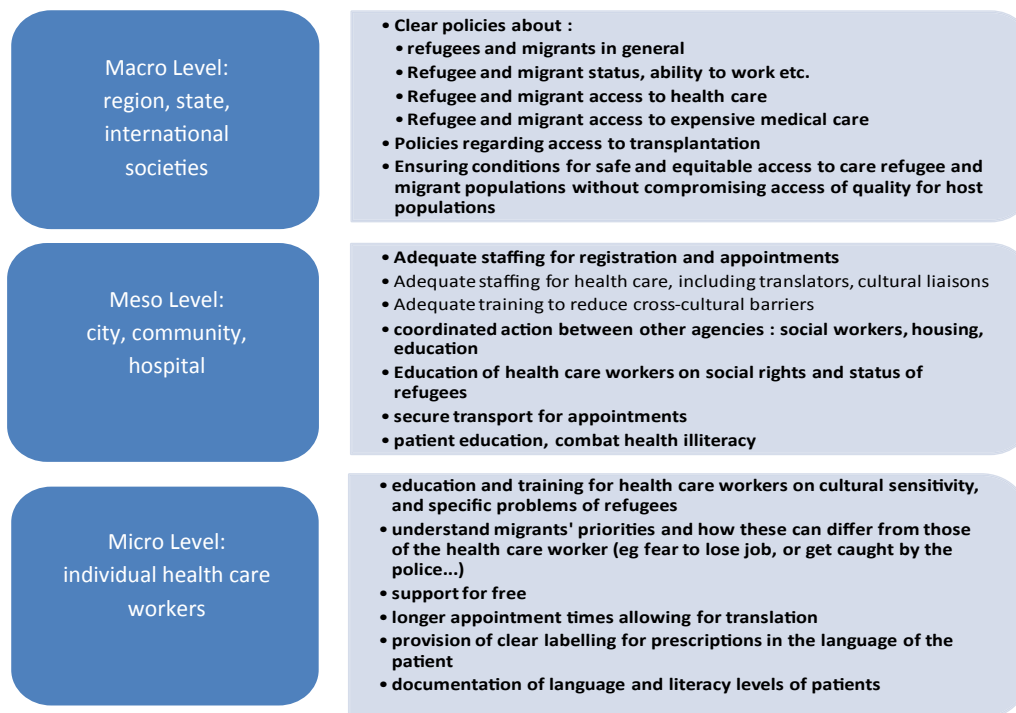 Macro Level:
region, state,
international
societies
• Clear policies about :
• refugees and migrants in general
• Refugee and migrant status, ability to work etc.
• Refugee and migrant access to health care
• Refugee and migrant access to expensive medical care
• Policies regarding access to transplantation
• Ensuring conditions for safe and equitable access to care refugee and
migrant populations without compromising access of quality for host
populations
Meso Level:
city, community,
hospital
• Adequate staffing for registration and appointments
• Adequate staffing for health care, including translators, cultural liaisons
• Adequate training to reduce cross-cultural barriers
• coordinated action between other agencies : social workers, housing,
education
• Education of health care workers on social rights and status of
refugees
• secure transport for appointments
• patient education, combat health illiteracy
Micro Level:
individual health care
workers
• education and training for health care workers on cultural sensitivity,
and specific problems of refugees
• understand migrants' priorities and how these can differ from those
of the health care worker (eg fear to lose job, or get caught by the
police...)
• support for free
• longer appointment times allowing for translation
• provision of clear labelling for prescriptions in the language of the
patient
• documentation of language and literacy levels of patients